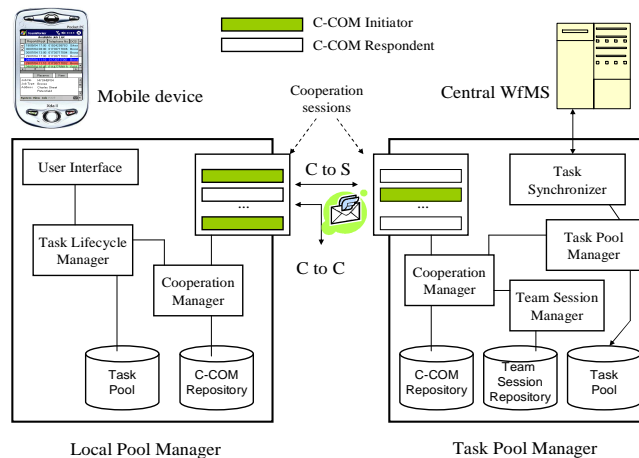 C-COM Initiator
C-COM Respondent
Mobile device
Cooperation
sessions
Central WfMS
User Interface
Task Lifecycle
Manager
Cooperation
Manager
Task
Pool
C-COM
Repository
...
C to S
C to C
...
Task
Synchronizer
Task Pool
Manager
Cooperation
Manager
Team Session
Manager
C-COM
Repository
Team
Session
Repository
Task
Pool
Local Pool Manager
Task Pool Manager